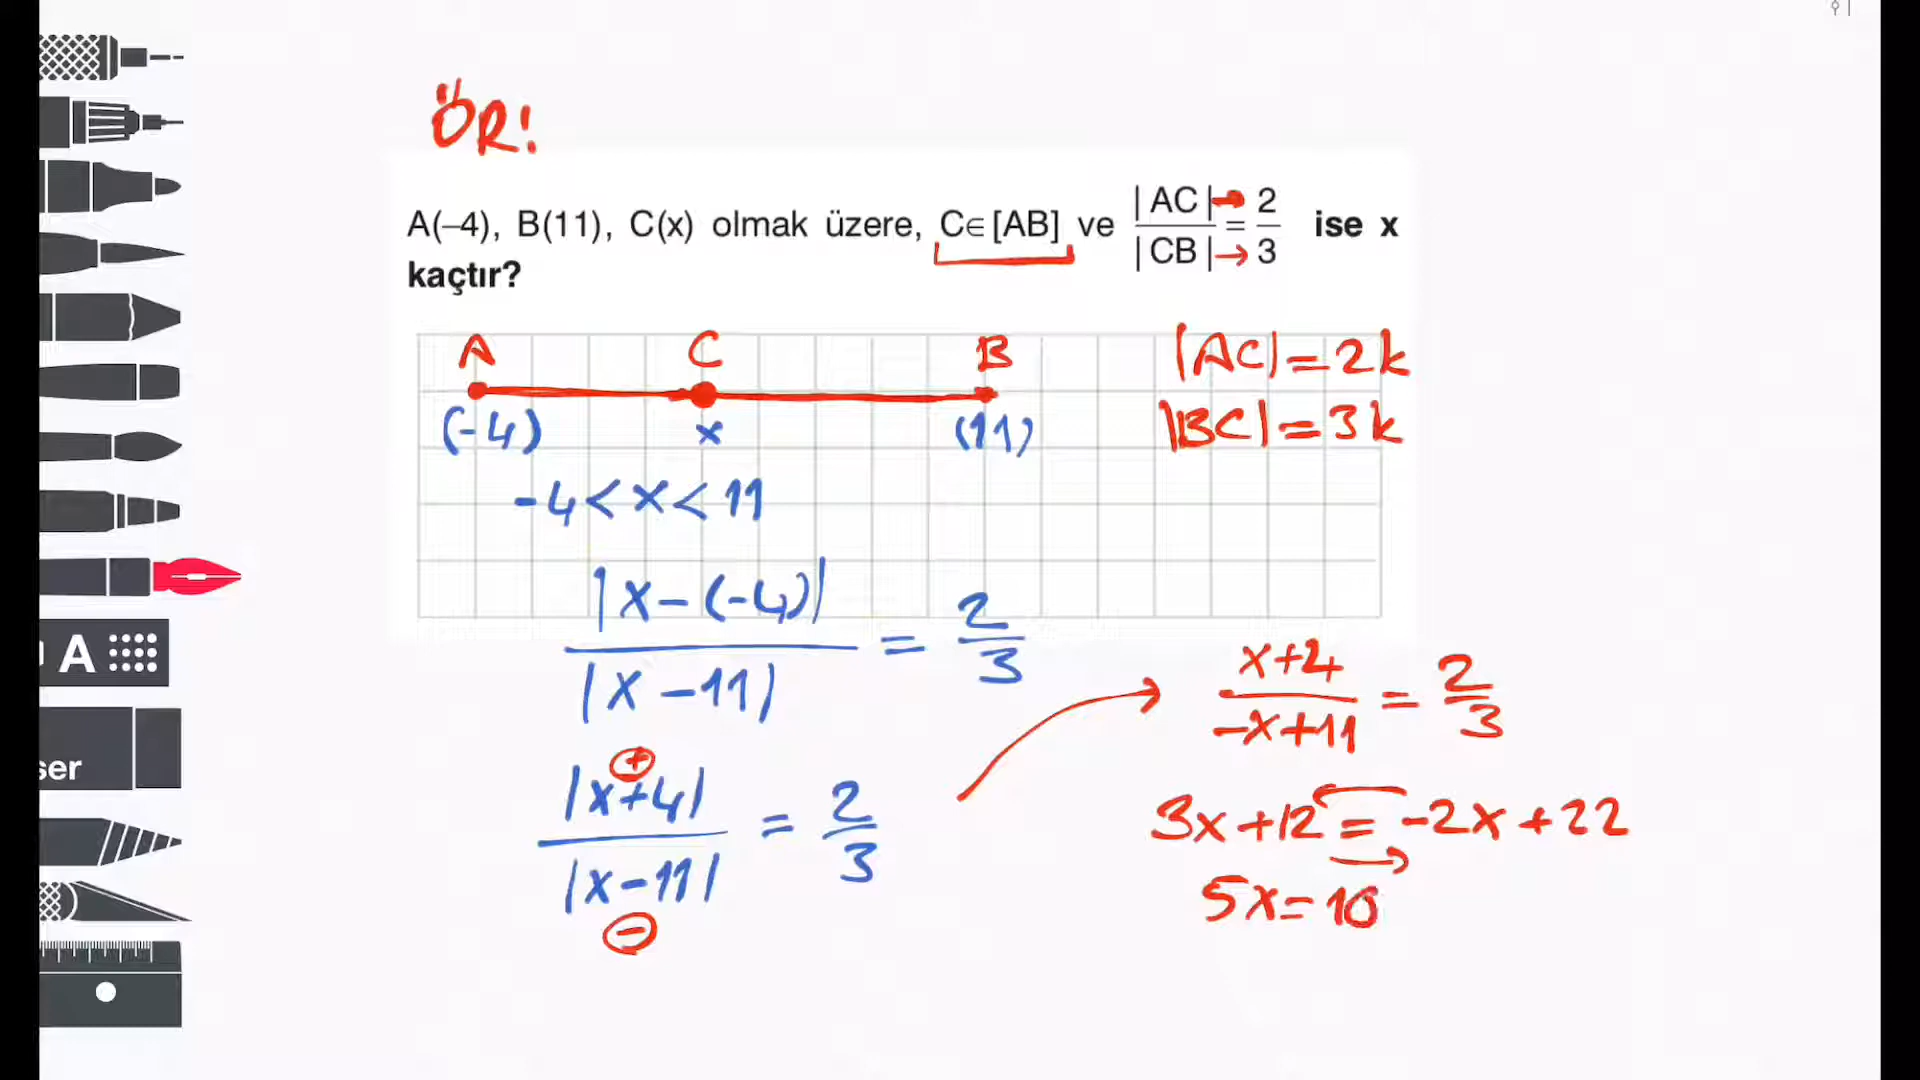 ÖR!
A(–4), B(11), C(x) olmak üzere, C∈[AB] ve |AC|/|CB| → = 2/3 ise x
kaçtır?
A C B
(-4) x (11)
|AC|=2k
|BC|=3k
-4<x<11
|x-(-4)|/|x-11| = 2/3
|x+4|/|x-11| = 2/3
+
-
x+4/-x+11 = 2/3
3x+12 = -2x+22
5x=10
A
ser